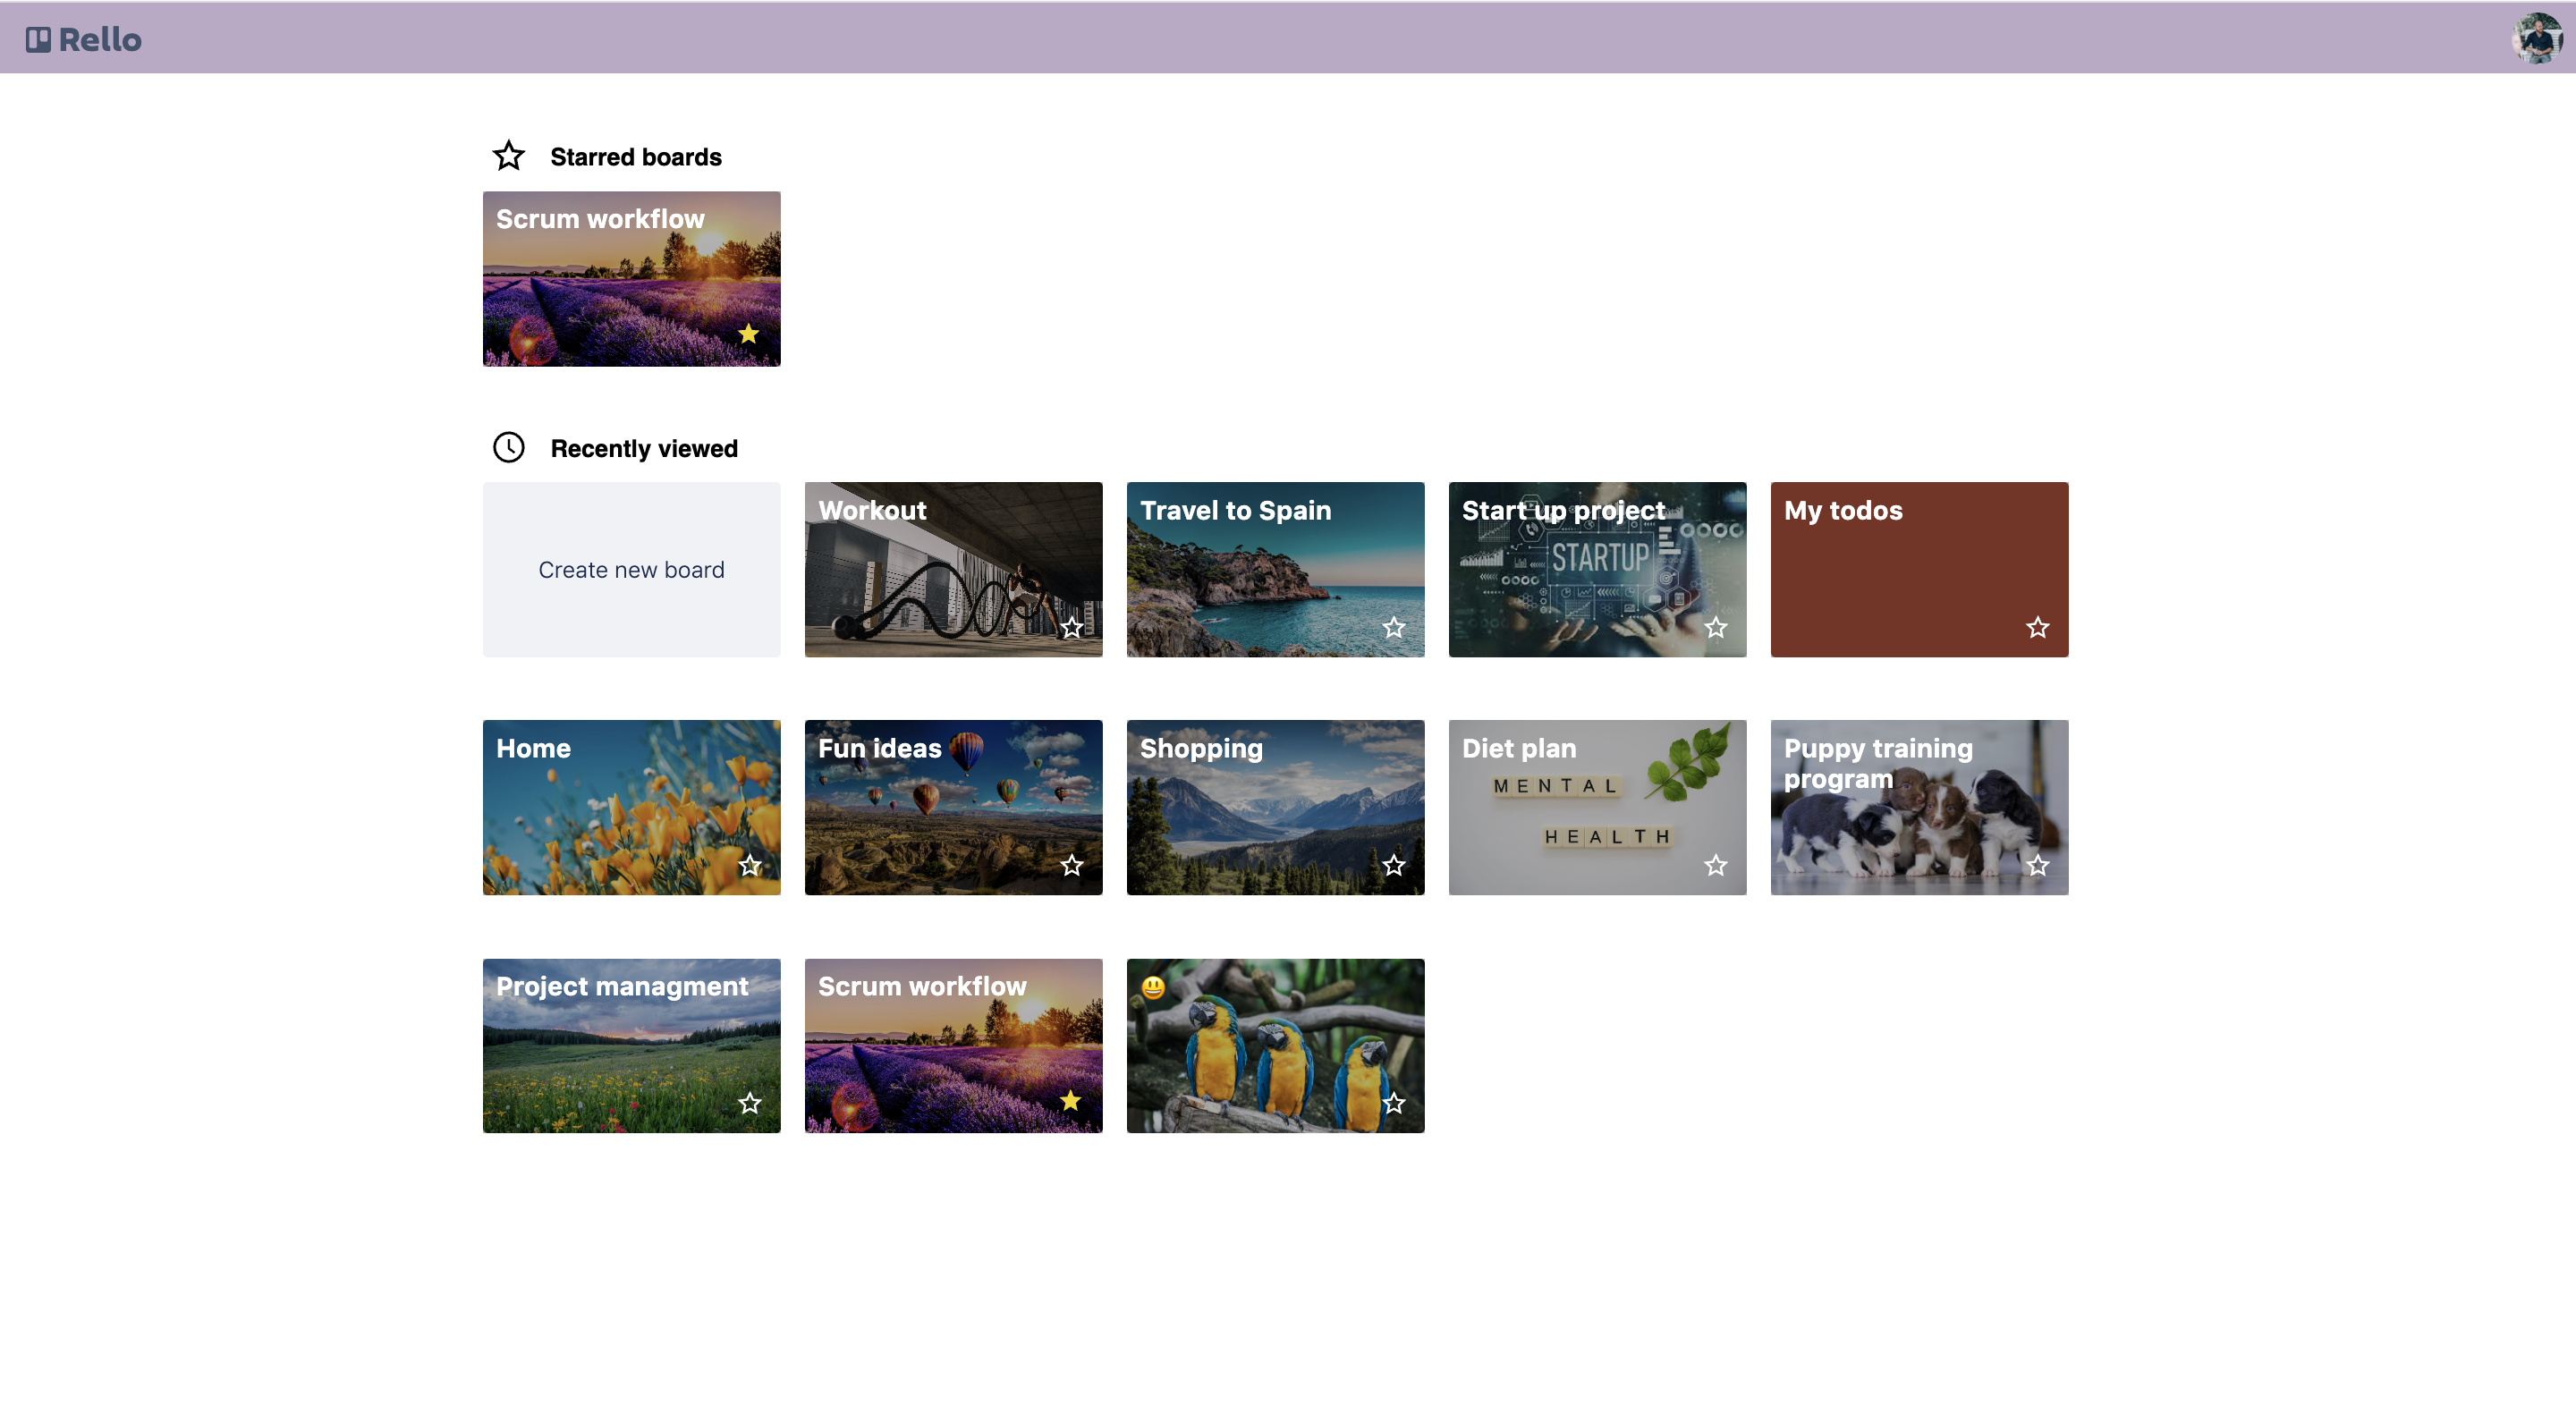 Rello
Starred boards
Scrum workflow
Recently viewed
Create new board
Workout
Travel to Spain
Start up project
STARTUP
My todos
Home
Fun ideas
Shopping
Diet plan
MENTAL
HEALTH
Puppy training
program
Project managment
Scrum workflow
😃